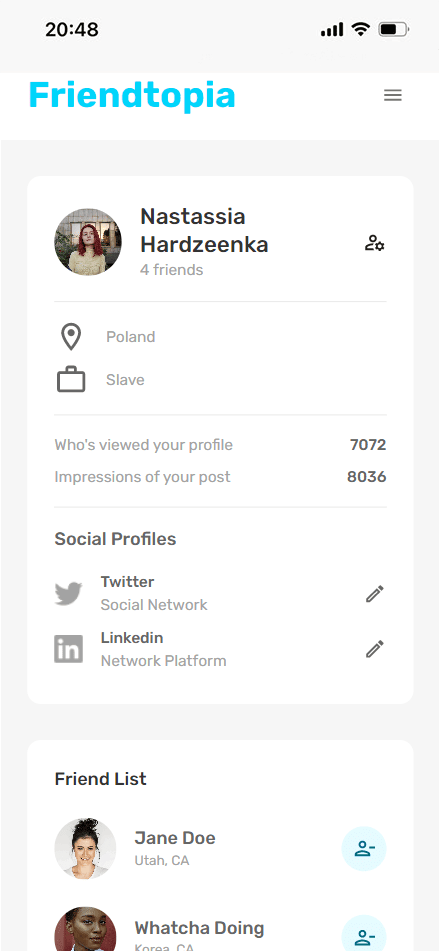 20:48
Friendtopia
Nastassia
Hardzeenka
4 friends
Poland
Slave
Who's viewed your profile 7072
Impressions of your post 8036
Social Profiles
Twitter
Social Network
in
Linkedin
Network Platform
Friend List
Jane Doe
Utah, CA
Whatcha Doing
Korea, CA